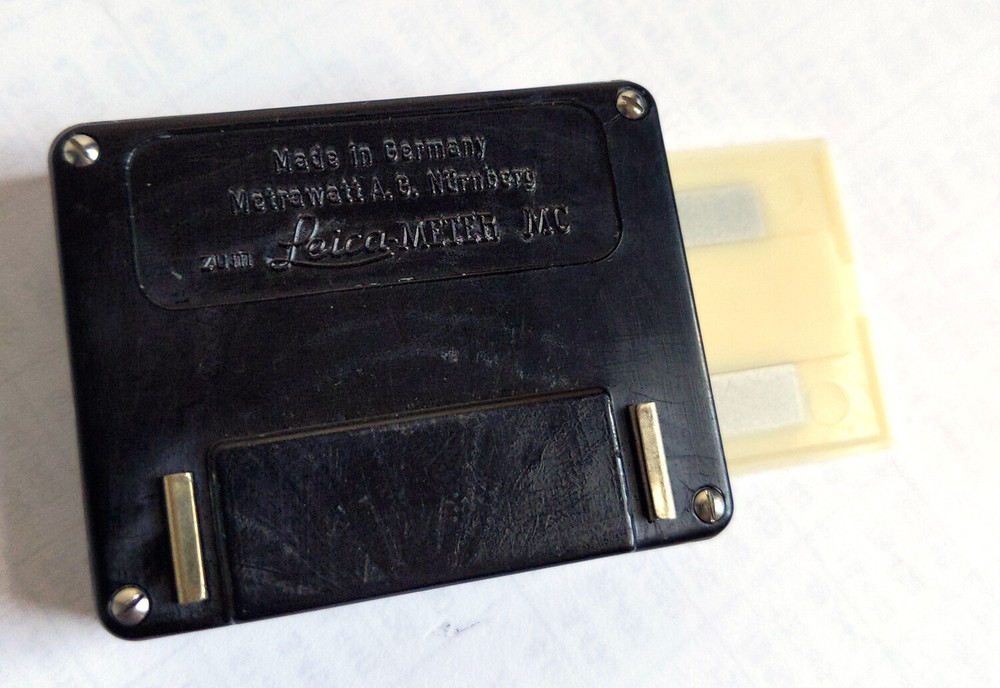 Made in Germany
Metrawatt A.G. Nürnberg
zum Leica-METER MC